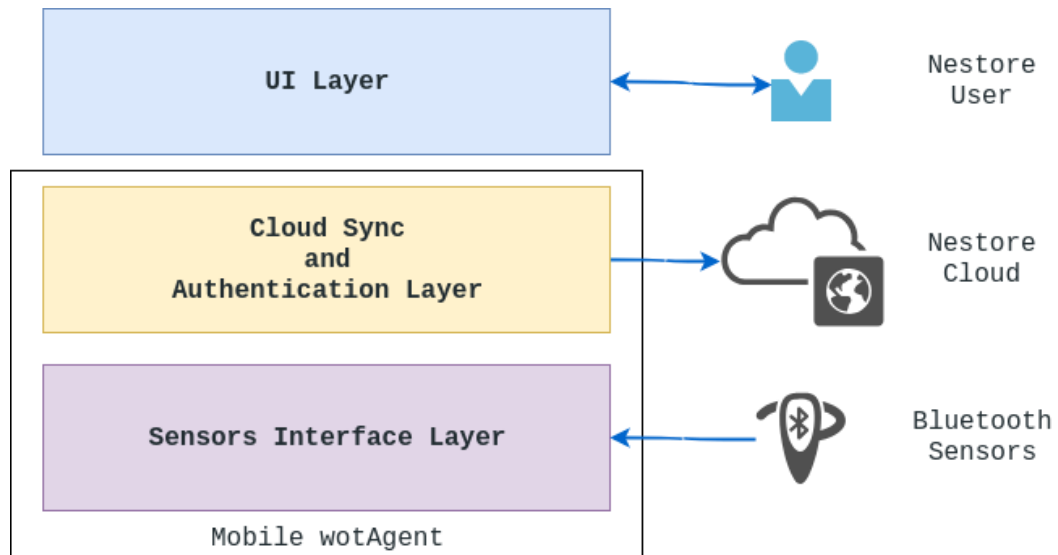 UI Layer
Nestore
User
Cloud Sync
and
Authentication Layer
Nestore
Cloud
Sensors Interface Layer
Bluetooth
Sensors
Mobile wotAgent